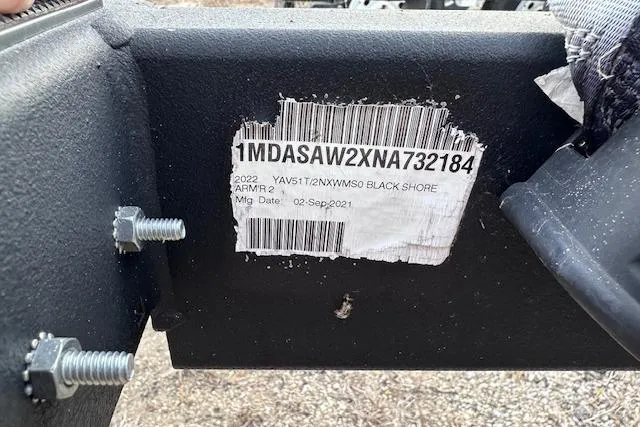 1MDASAW2XNA732184
2022 YAV51T/2NXWMS0 BLACK SHORE
ARM'R 2
Mfg. Date: 02-Sep-2021